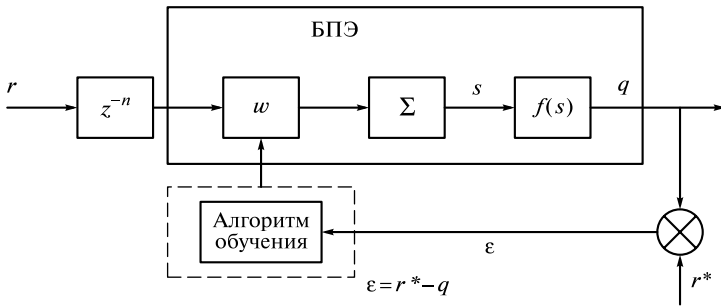 БПЭ
r
z⁻ⁿ
w
Σ
s
f(s)
q
Алгоритм
обучения
ε
ε = r* – q
r*